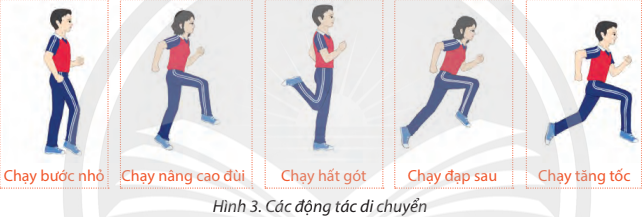 Chạy bước nhỏ Chạy nâng cao đùi Chạy hất gót Chạy đạp sau Chạy tăng tốc
Hình 3. Các động tác di chuyển